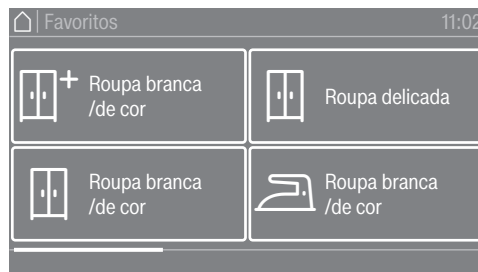 Favoritos 11:02
Roupa branca
/de cor
Roupa delicada
Roupa branca
/de cor
Roupa branca
/de cor